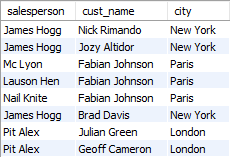 salesperson cust_name city
James Hogg Nick Rimando New York
James Hogg Jozy Altidor New York
Mc Lyon Fabian Johnson Paris
Lauson Hen Fabian Johnson Paris
Nail Knite Fabian Johnson Paris
James Hogg Brad Davis New York
Pit Alex Julian Green London
Pit Alex Geoff Cameron London